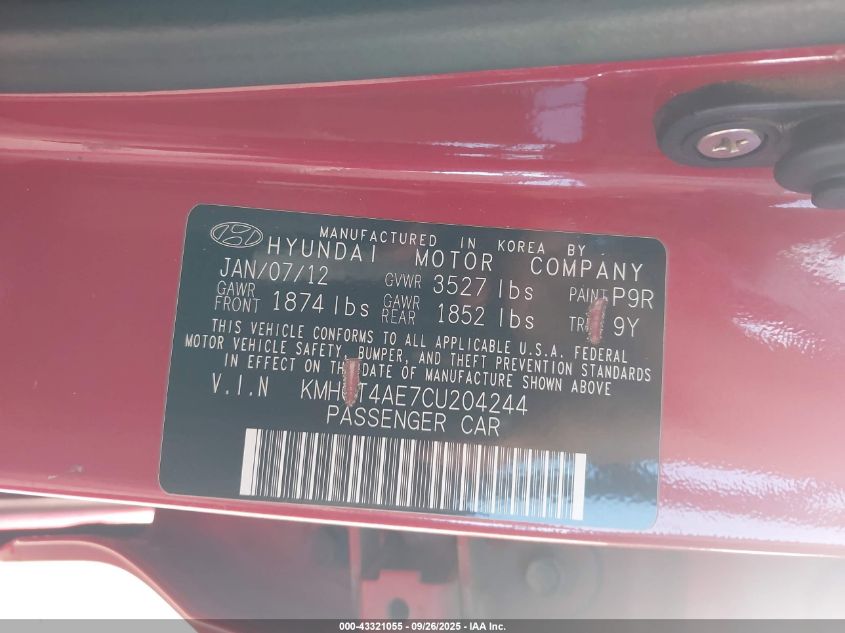 MANUFACTURED IN KOREA BY
HYUNDAI MOTOR COMPANY
JAN/07/12 GVWR 3527 lbs PAINT P9R
GAWR FRONT 1874 lbs GAWR REAR 1852 lbs 9Y
THIS VEHICLE CONFORMS TO ALL APPLICABLE U.S.A. FEDERAL
MOTOR VEHICLE SAFETY, BUMPER, AND THEFT PREVENTION STANDARDS
IN EFFECT ON THE DATE OF MANUFACTURE SHOWN ABOVE
V.I.N
PASSENGER CAR
000-43321055 - 09/26/2025 - IAA Inc.